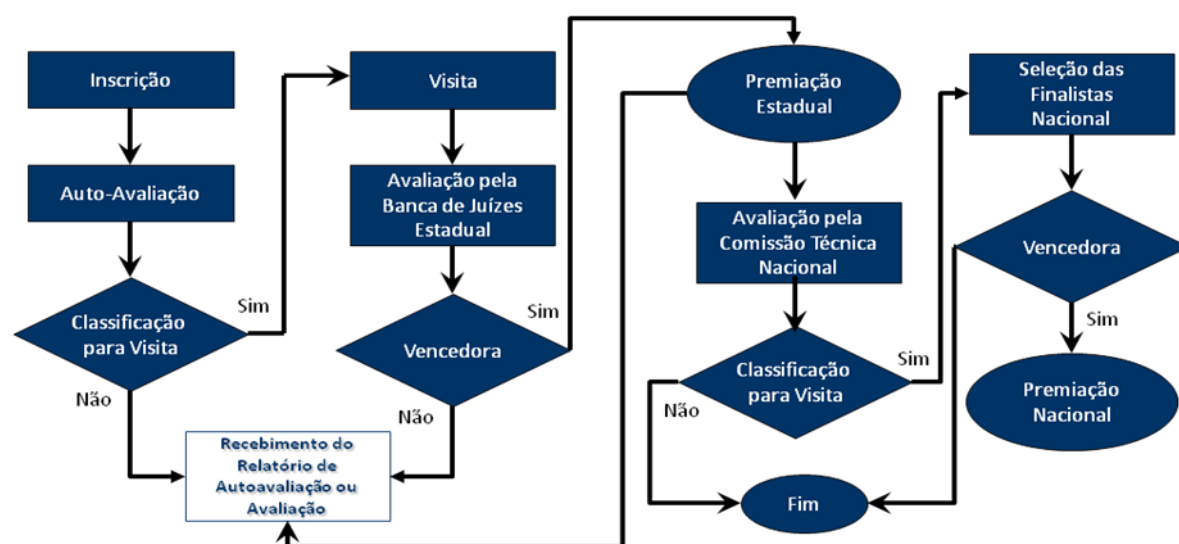 Inscrição
Auto-Avaliação
Classificação
para Visita
Sim
Não
Visita
Avaliação pela
Banca de Juízes
Estadual
Vencedora
Sim
Não
Recebimento do
Relatório de
Autoavaliação ou
Avaliação
Premiação
Estadual
Avaliação pela
Comissão Técnica
Nacional
Classificação
para Visita
Sim
Não
Fim
Seleção das
Finalistas
Nacional
Vencedora
Sim
Premiação
Nacional